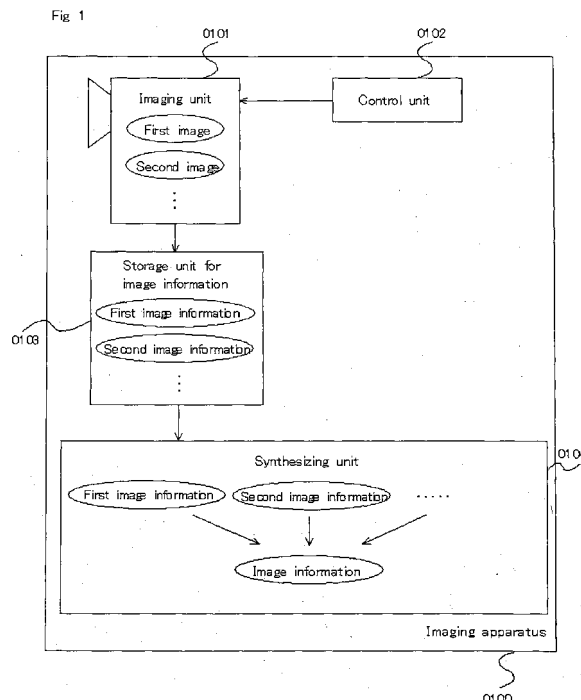 Fig 1
0101
0102
Imaging unit
Control unit
First image
Second image
Storage unit for
image information
First image information
Second image information
0103
Synthesizing unit
First image information
Second image information
.....
Image information
Imaging apparatus
0100